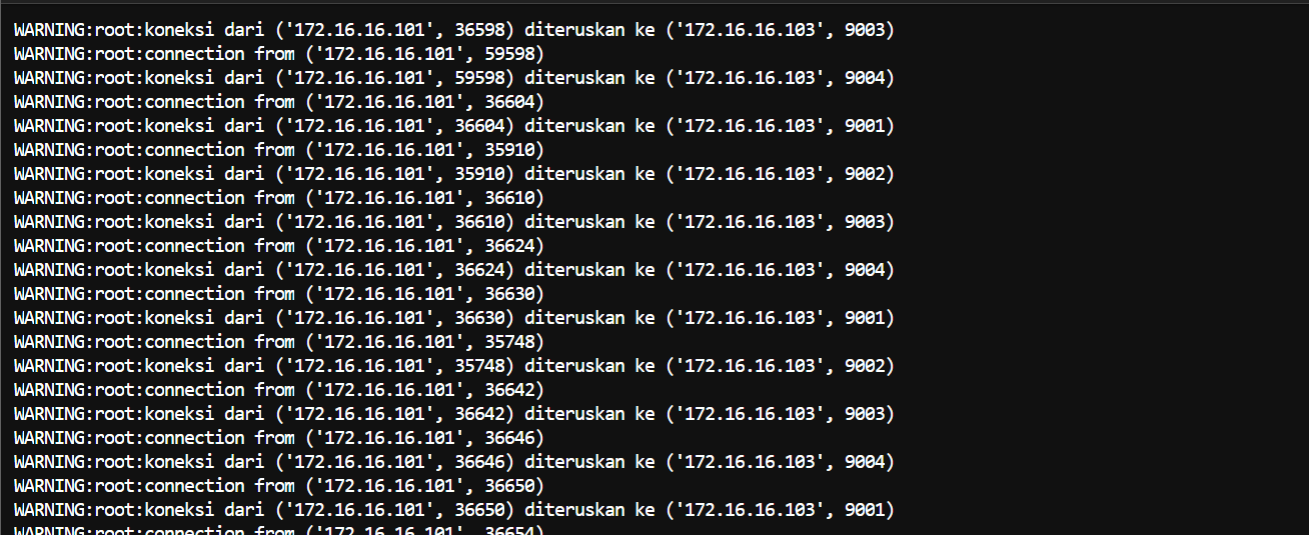 WARNING:root:koneksi dari ('172.16.16.101', 36598) diteruskan ke ('172.16.16.103', 9003)
WARNING:root:connection from ('172.16.16.101', 59598)
WARNING:root:koneksi dari ('172.16.16.101', 59598) diteruskan ke ('172.16.16.103', 9004)
WARNING:root:connection from ('172.16.16.101', 36604)
WARNING:root:koneksi dari ('172.16.16.101', 36604) diteruskan ke ('172.16.16.103', 9001)
WARNING:root:connection from ('172.16.16.101', 35910)
WARNING:root:koneksi dari ('172.16.16.101', 35910) diteruskan ke ('172.16.16.103', 9002)
WARNING:root:connection from ('172.16.16.101', 36610)
WARNING:root:koneksi dari ('172.16.16.101', 36610) diteruskan ke ('172.16.16.103', 9003)
WARNING:root:connection from ('172.16.16.101', 36624)
WARNING:root:koneksi dari ('172.16.16.101', 36624) diteruskan ke ('172.16.16.103', 9004)
WARNING:root:connection from ('172.16.16.101', 36630)
WARNING:root:koneksi dari ('172.16.16.101', 36630) diteruskan ke ('172.16.16.103', 9001)
WARNING:root:connection from ('172.16.16.101', 35748)
WARNING:root:koneksi dari ('172.16.16.101', 35748) diteruskan ke ('172.16.16.103', 9002)
WARNING:root:connection from ('172.16.16.101', 36642)
WARNING:root:koneksi dari ('172.16.16.101', 36642) diteruskan ke ('172.16.16.103', 9003)
WARNING:root:connection from ('172.16.16.101', 36646)
WARNING:root:koneksi dari ('172.16.16.101', 36646) diteruskan ke ('172.16.16.103', 9004)
WARNING:root:connection from ('172.16.16.101', 36650)
WARNING:root:koneksi dari ('172.16.16.101', 36650) diteruskan ke ('172.16.16.103', 9001)
WARNING:root:connection from ('172.16.16.101', 36654)